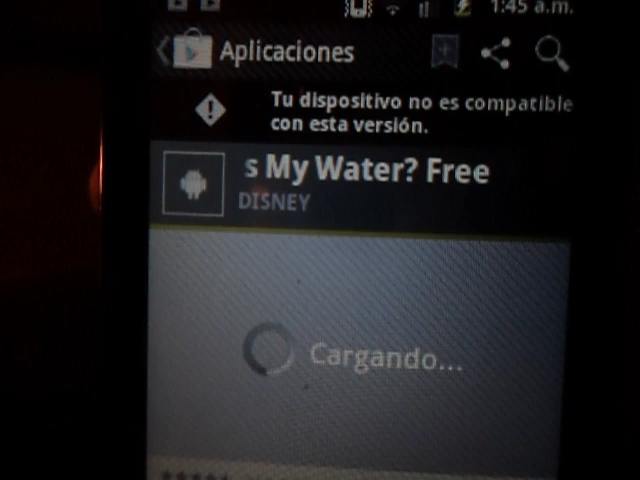 1:45 a.m.
Aplicaciones
Tu dispositivo no es compatible
con esta versión.
s My Water? Free
DISNEY
Cargando...